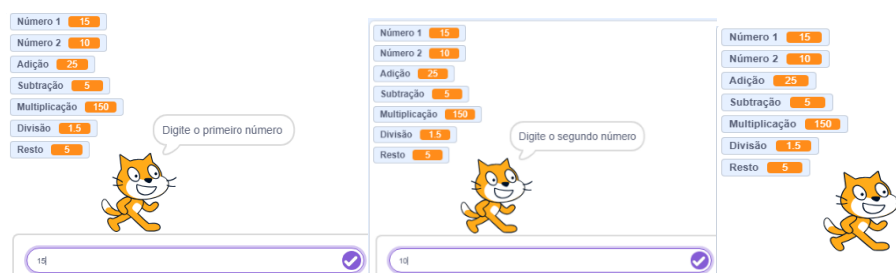 Número 1 15
Número 2 10
Adição 25
Subtração 5
Multiplicação 150
Divisão 1.5
Resto 5
Digite o primeiro número
15
Número 1 15
Número 2 10
Adição 25
Subtração 5
Multiplicação 150
Divisão 1.5
Resto 5
Digite o segundo número
10
Número 1 15
Número 2 10
Adição 25
Subtração 5
Multiplicação 150
Divisão 1.5
Resto 5